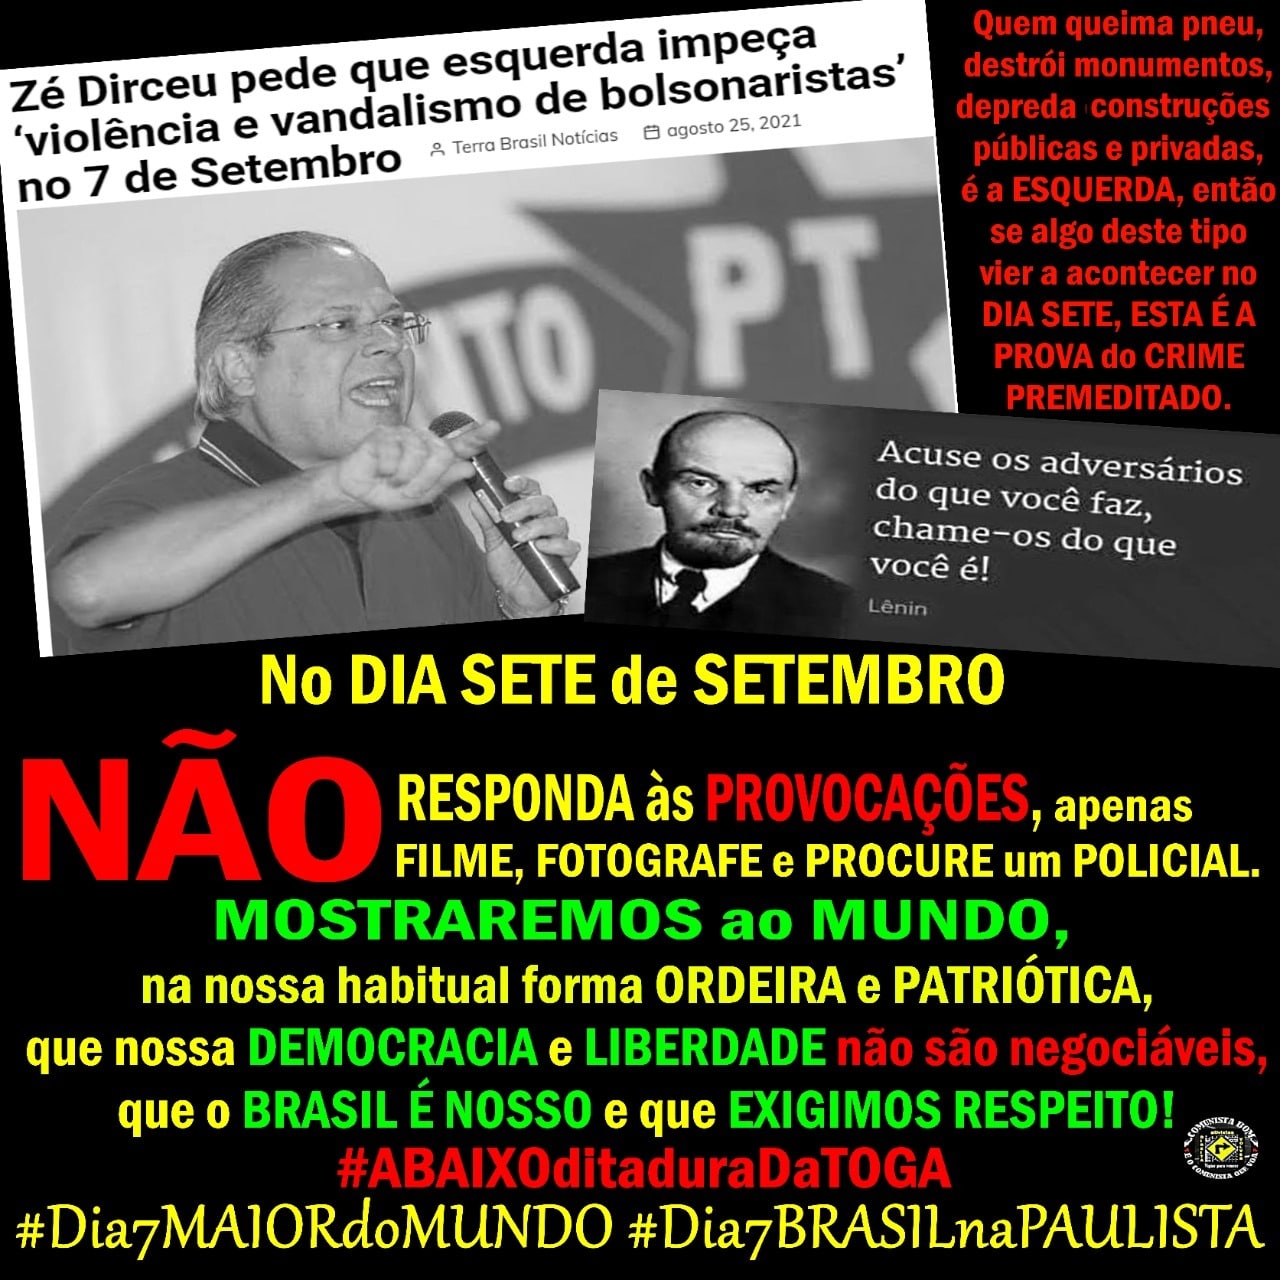 Zé Dirceu pede que esquerda impeça
‘violência e vandalismo de bolsonaristas’
no 7 de Setembro
Terra Brasil Notícias agosto 25, 2021
PT
Quem queima pneu,
destrói monumentos,
depreda construções
públicas e privadas,
é a ESQUERDA, então
se algo deste tipo
vier a acontecer no
DIA SETE, ESTA É A
PROVA do CRIME
PREMEDITADO.
Acuse os adversários
do que você faz,
chame-os do que
você é!
Lênin
No DIA SETE de SETEMBRO
NÃO RESPONDA às PROVOCAÇÕES, apenas
FILME, FOTOGRAFE e PROCURE um POLICIAL.
MOSTRAREMOS ao MUNDO,
na nossa habitual forma ORDEIRA e PATRIÓTICA,
que nossa DEMOCRACIA e LIBERDADE não são negociáveis,
que o BRASIL É NOSSO e que EXIGIMOS RESPEITO!
COMUNISTA BOM
É O COMUNISTA QUE VOA
#ABAIXOditaduraDaTOGA
#Dia7MAIORdoMUNDO #Dia7BRASILnaPAULISTA